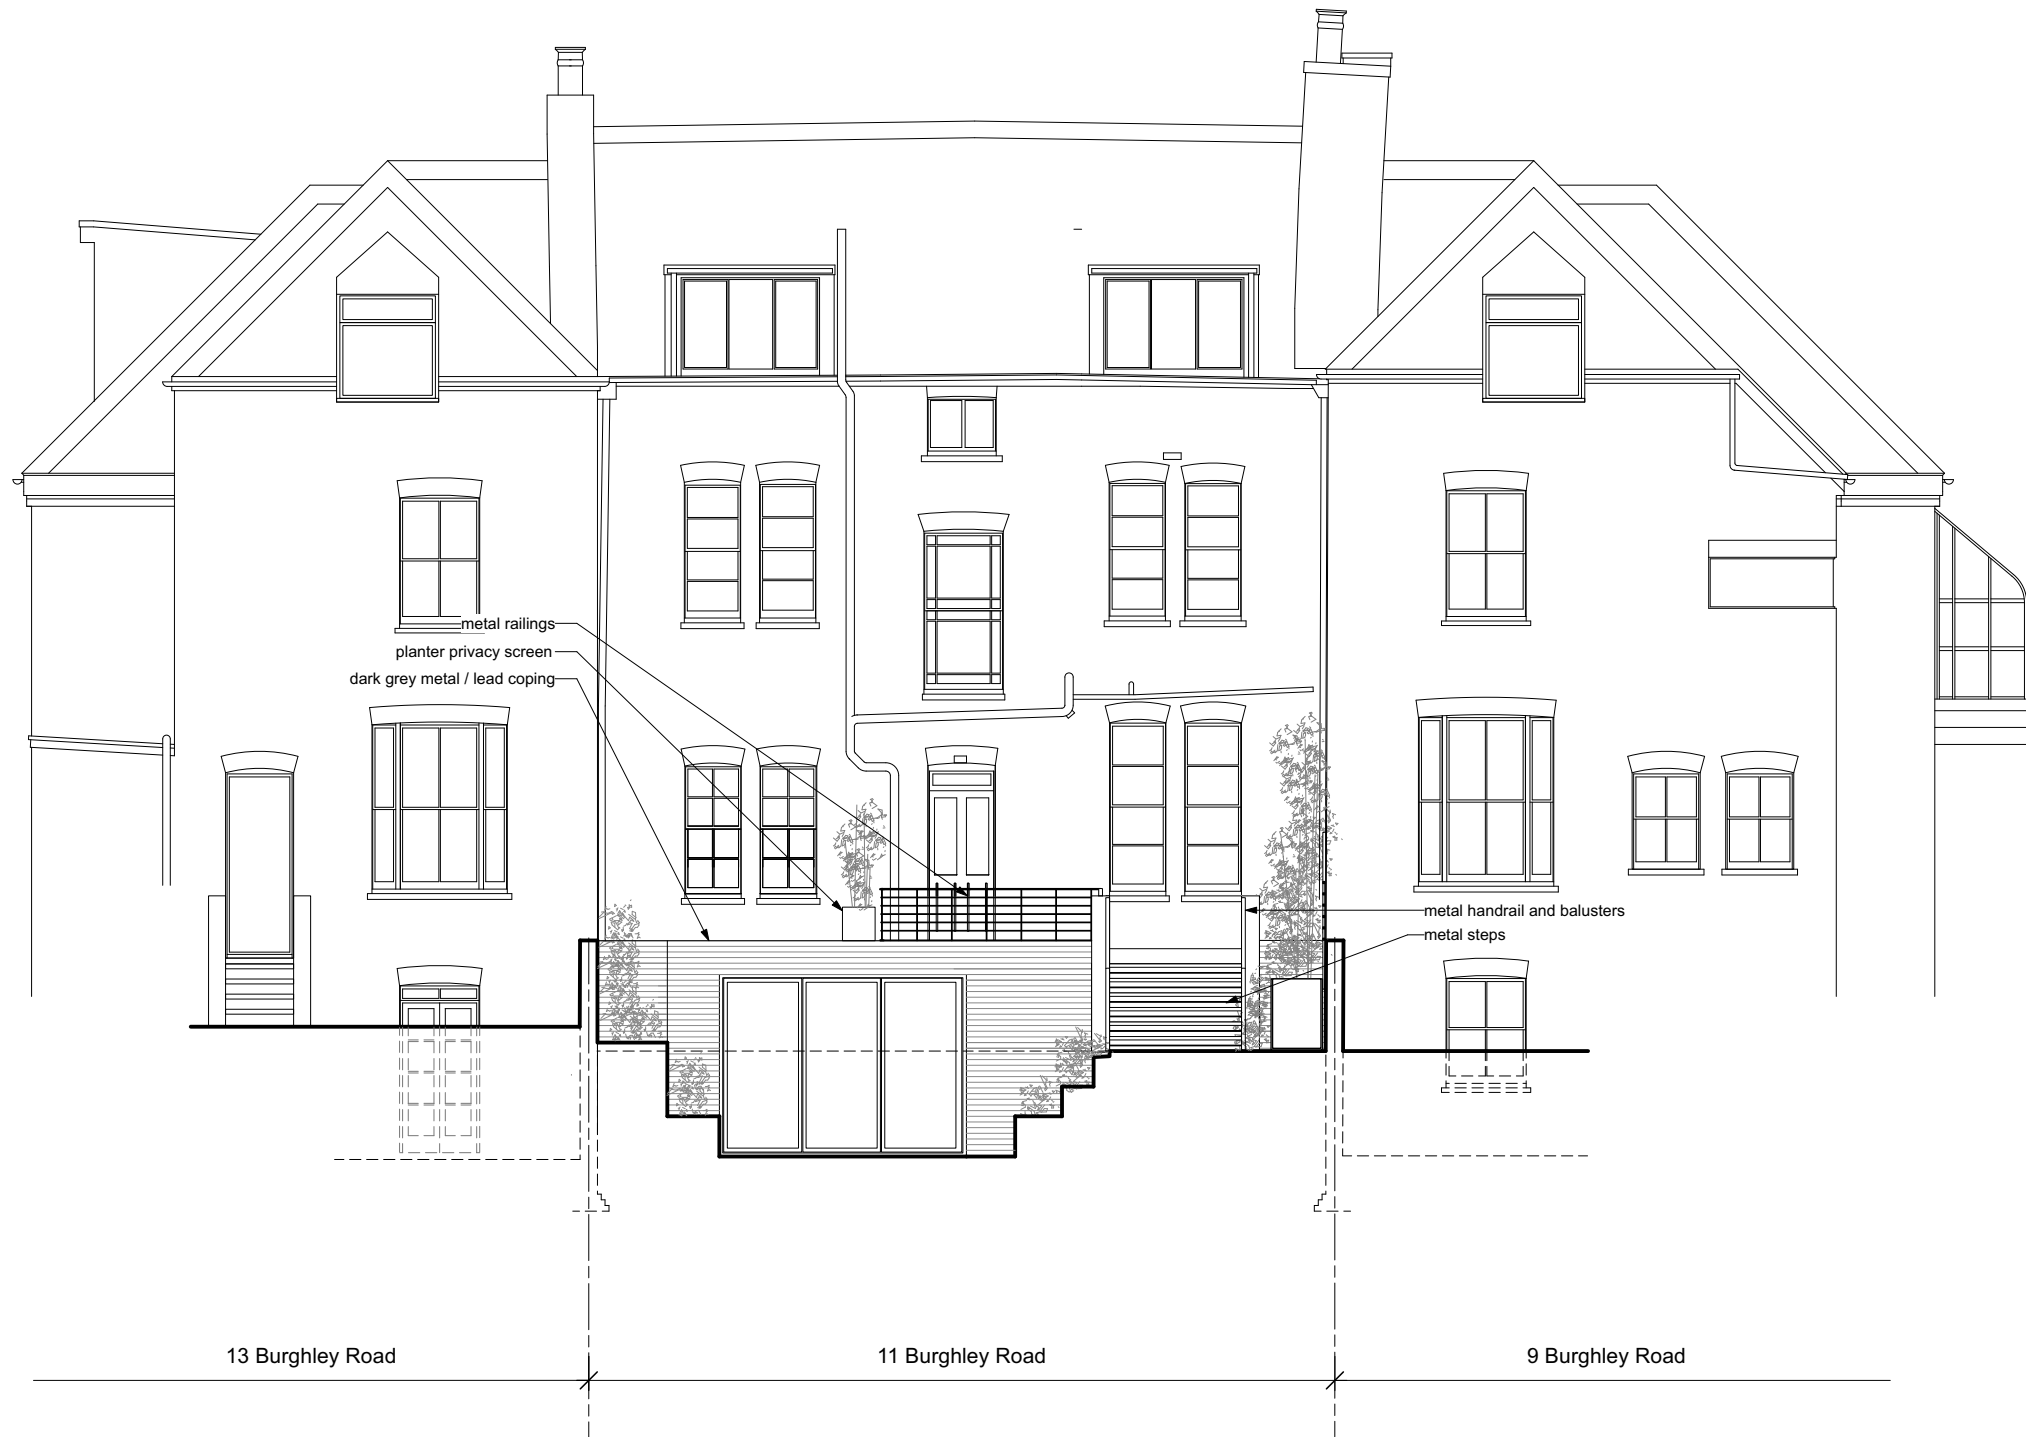 metal railings
planter privacy screen
dark grey metal / lead coping
metal handrail and balusters
metal steps
13 Burghley Road
11 Burghley Road
9 Burghley Road